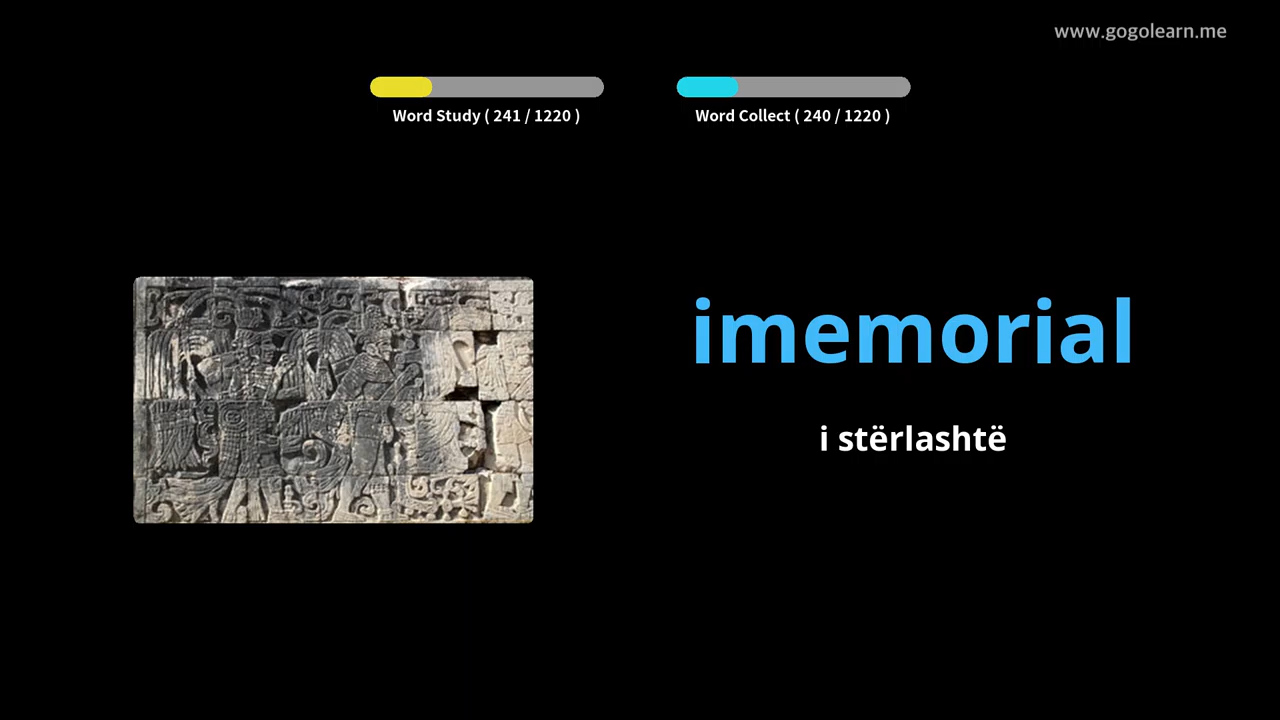 www.gogolearn.me
Word Study ( 241 / 1220 )
Word Collect ( 240 / 1220 )
imemorial
i stërlashtë